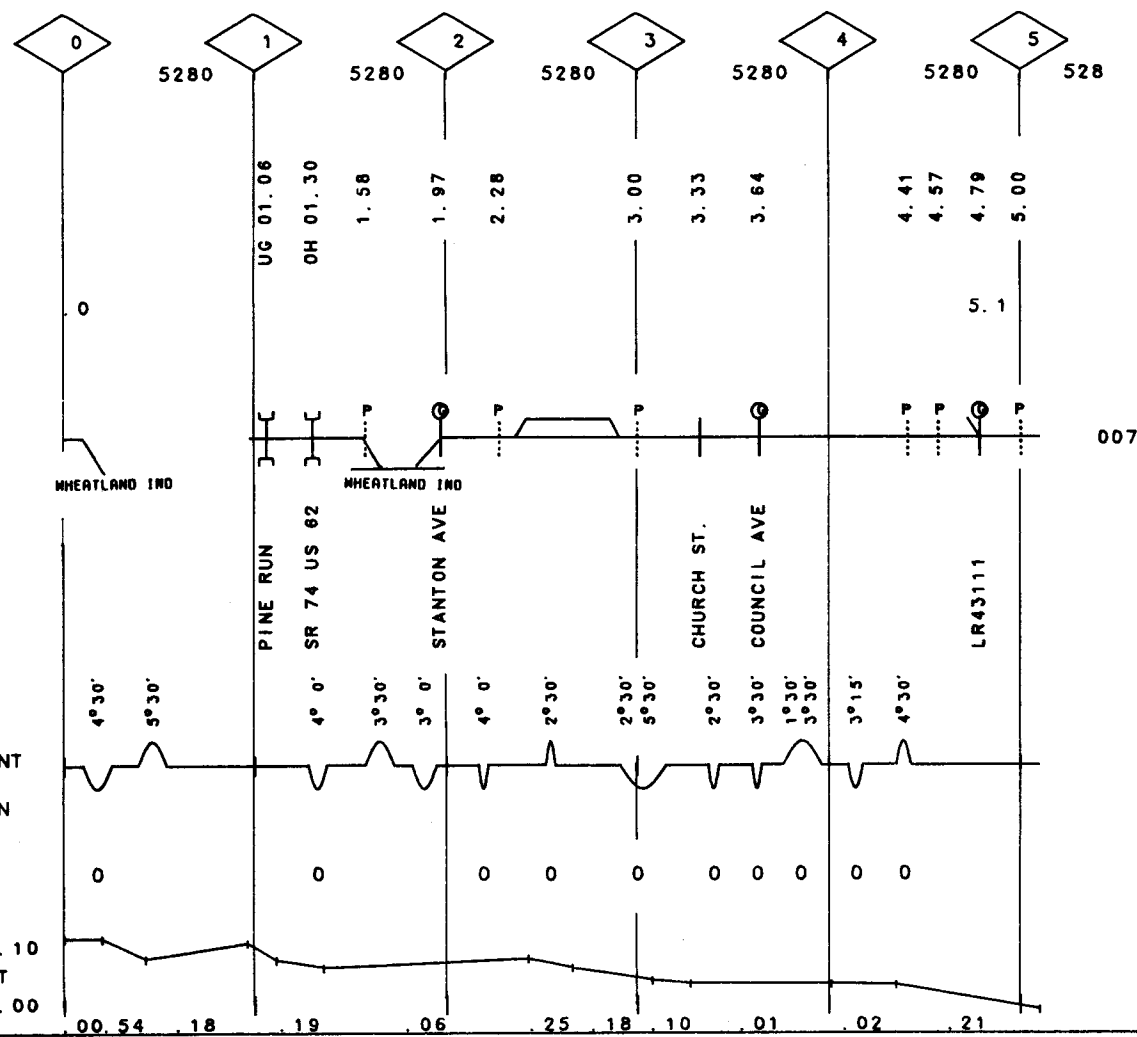 0 1 2 3 4 5
5280 5280 5280 5280 5280 528
UG 01.06
OH 01.30
1.58
1.97
2.28
3.00
3.33
3.64
4.41
4.57
4.79
5.00
.0
5.1
P G P P G P P G P
007
WHEATLAND IND
WHEATLAND IND
PINE RUN
SR 74 US 62
STANTON AVE
CHURCH ST.
COUNCIL AVE
LR43111
4°30'
5°30'
4° 0'
3°30'
3° 0'
4° 0'
2°30'
2°30'
5°30'
2°30'
3°30'
1°30'
3°30'
3°15'
4°30'
NT
N
0 0 0 0 0 0 0 0 0 0
.10
T
.00
.00 .54 .18 .19 .06 .25 .18 .10 .01 .02 .21